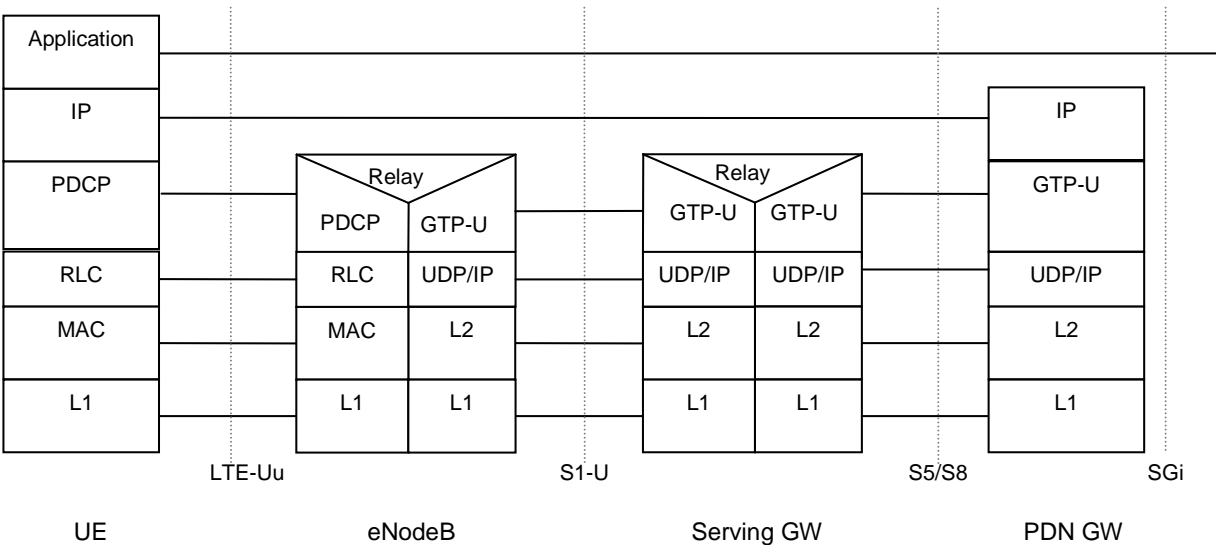 Application
IP
IP
Relay
Relay
PDCP
GTP-U
PDCP
GTP-U
GTP-U
GTP-U
RLC
RLC
UDP/IP
UDP/IP
UDP/IP
UDP/IP
MAC
MAC
L2
L2
L2
L2
L1
L1
L1
L1
L1
L1
LTE-Uu
S1-U
S5/S8
SGi
UE
eNodeB
Serving GW
PDN GW